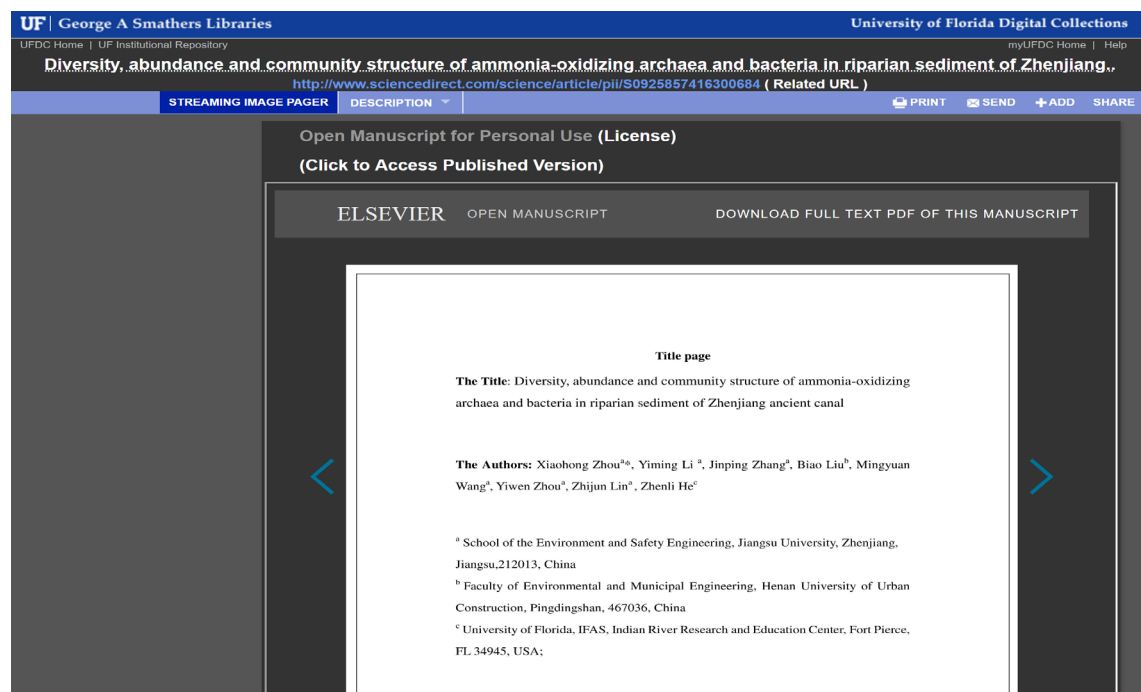 UF George A Smathers Libraries
University of Florida Digital Collections
UFDC Home | UF Institutional Repository
myUFDC Home | Help
Diversity, abundance and community structure of ammonia-oxidizing archaea and bacteria in riparian sediment of Zhenjiang..
http://www.sciencedirect.com/science/article/pii/S0925857416300684 ( Related URL )
STREAMING IMAGE PAGER
DESCRIPTION
PRINT
SEND
ADD
SHARE
Open Manuscript for Personal Use (License)
(Click to Access Published Version)
ELSEVIER OPEN MANUSCRIPT
DOWNLOAD FULL TEXT PDF OF THIS MANUSCRIPT
Title page
The Title: Diversity, abundance and community structure of ammonia-oxidizing
archaea and bacteria in riparian sediment of Zhenjiang ancient canal
The Authors: Xiaohong Zhouᵃ*, Yiming Li ᵃ, Jinping Zhangᵃ, Biao Liuᵇ, Mingyuan
Wangᵃ, Yiwen Zhouᵃ, Zhijun Linᵃ, Zhenli Heᶜ
ᵃ School of the Environment and Safety Engineering, Jiangsu University, Zhenjiang,
Jiangsu,212013, China
ᵇ Faculty of Environmental and Municipal Engineering, Henan University of Urban
Construction, Pingdingshan, 467036, China
ᶜ University of Florida, IFAS, Indian River Research and Education Center, Fort Pierce,
FL 34945, USA;